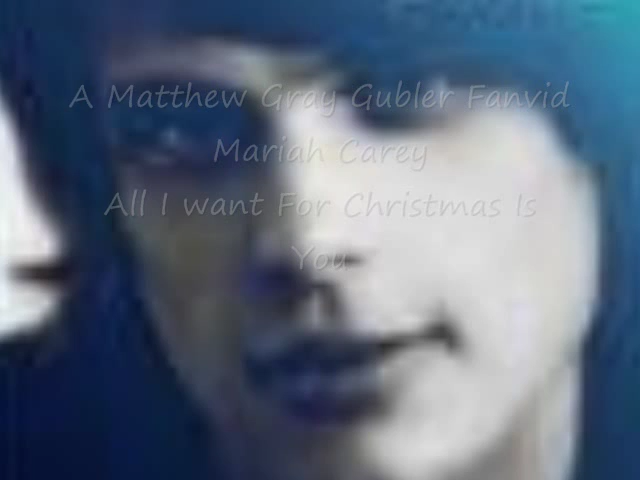 A Matthew Gray Gubler Fanvid
Mariah Carey
All I want For Christmas Is
You